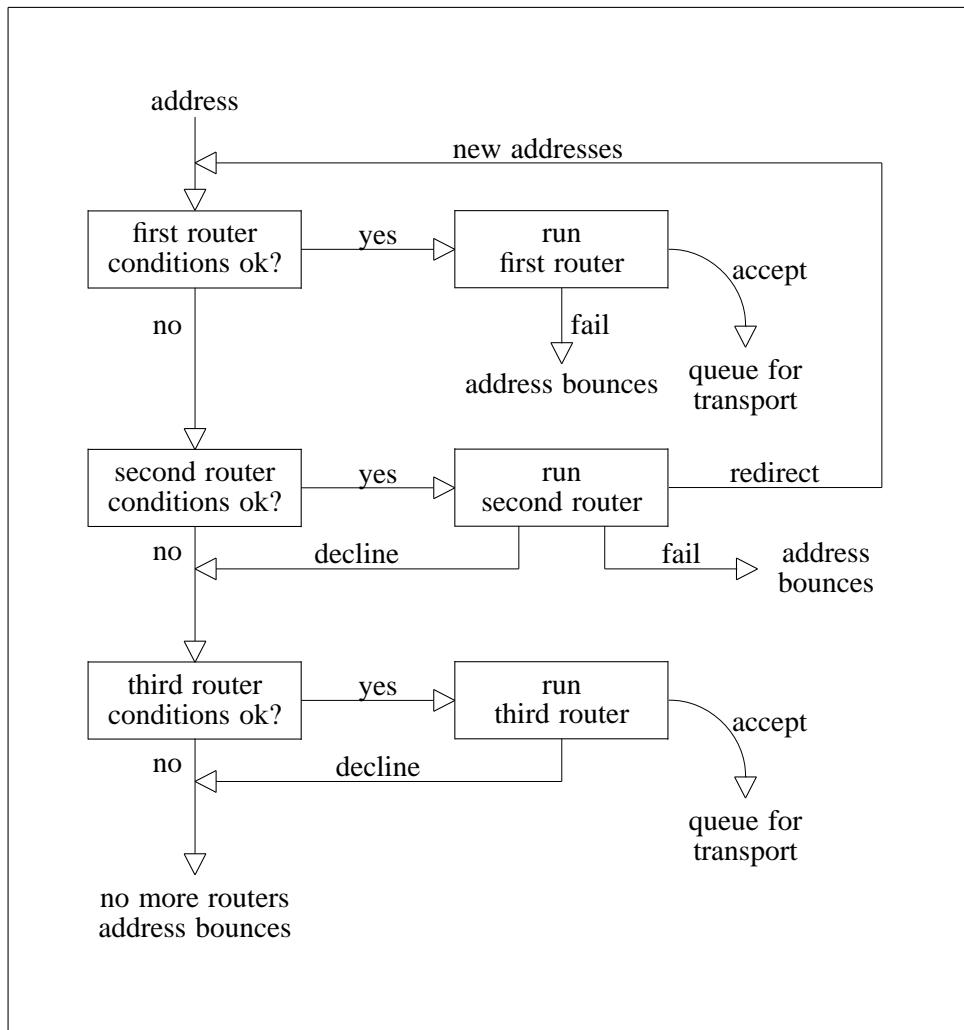 address
new addresses
first router
conditions ok?
yes
run
first router
accept
no
fail
address bounces
queue for
transport
second router
conditions ok?
yes
run
second router
redirect
no
decline
fail
address
bounces
third router
conditions ok?
yes
run
third router
accept
no
decline
queue for
transport
no more routers
address bounces